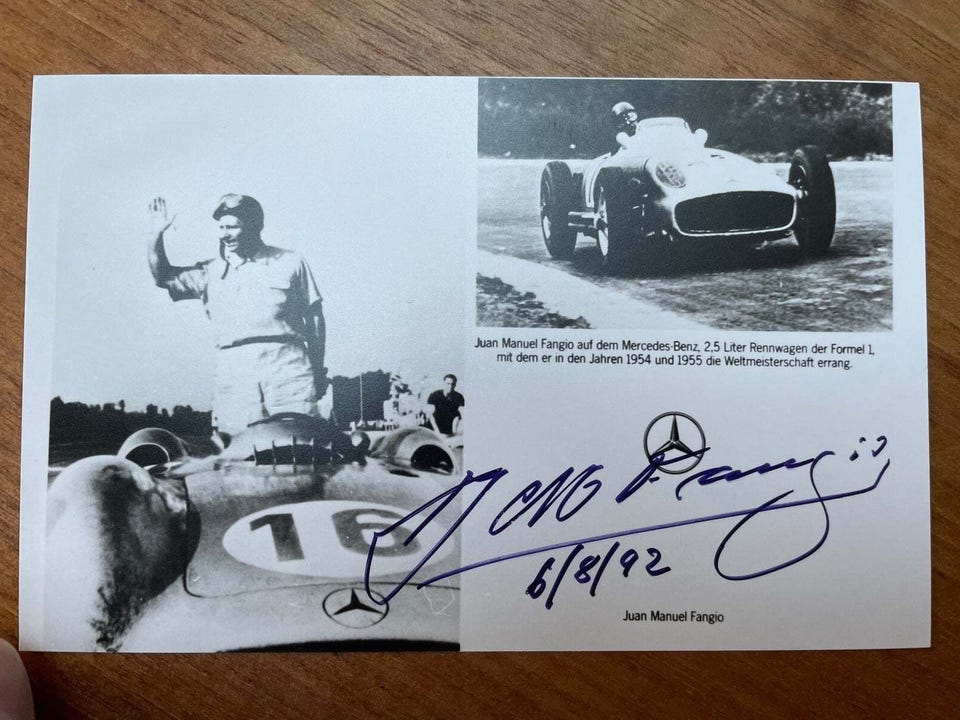 16
Juan Manuel Fangio auf dem Mercedes-Benz, 2,5 Liter Rennwagen der Formel 1,
mit dem er in den Jahren 1954 und 1955 die Weltmeisterschaft errang.
Fangio
6/8/92
Juan Manuel Fangio